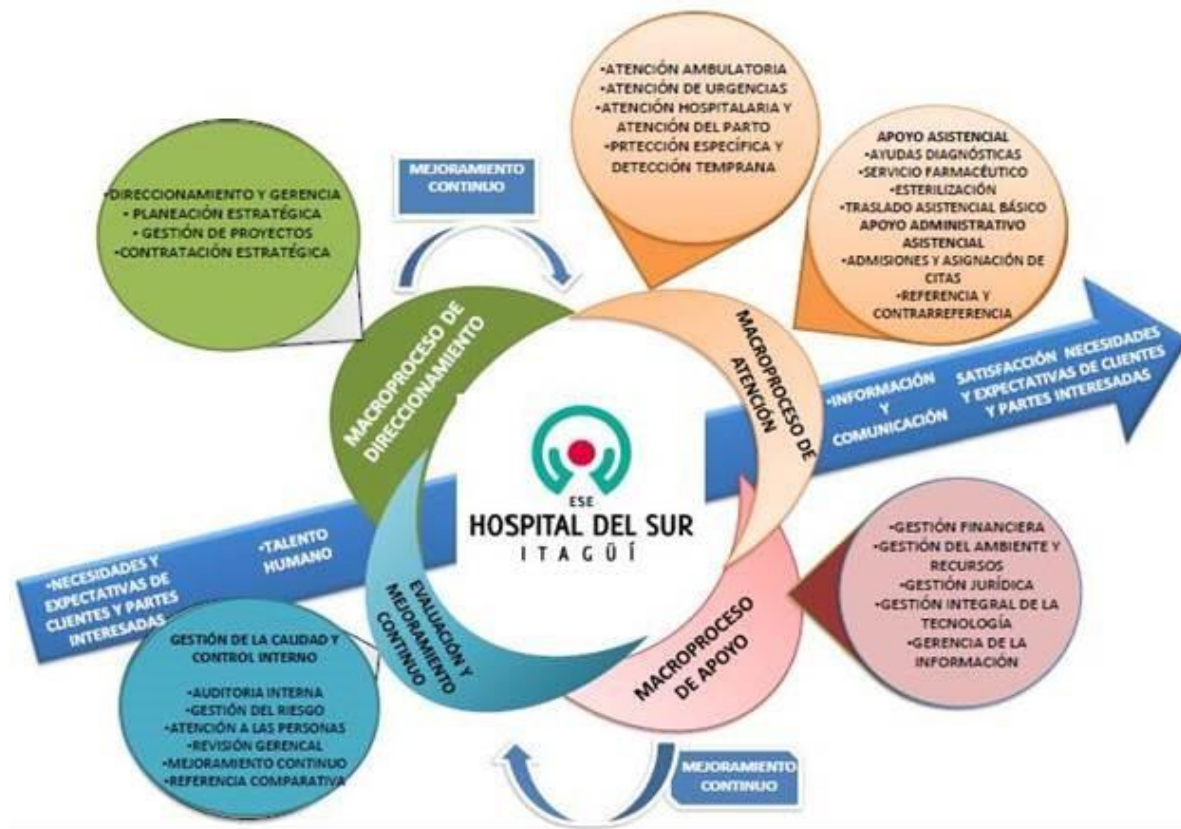 •ATENCIÓN AMBULATORIA
•ATENCIÓN DE URGENCIAS
•ATENCIÓN HOSPITALARIA Y
ATENCIÓN DEL PARTO
•PRTECCIÓN ESPECÍFICA Y
DETECCIÓN TEMPRANA
MEJORAMIENTO
CONTINUO
•DIRECCIONAMIENTO Y GERENCIA
• PLANEACIÓN ESTRATÉGICA
• GESTIÓN DE PROYECTOS
•CONTRATACIÓN ESTRATÉGICA
APOYO ASISTENCIAL
•AYUDAS DIAGNÓSTICAS
•SERVICIO FARMACÉUTICO
•ESTERILIZACIÓN
•TRASLADO ASISTENCIAL BÁSICO
APOYO ADMINISTRATIVO
ASISTENCIAL
•ADMISIONES Y ASIGNACIÓN DE
CITAS
•REFERENCIA Y
CONTRARREFERENCIA
MACROPROCESO DE
DIRECCIONAMIENTO
MACROPROCESO DE
ATENCIÓN
•INFORMACIÓN
Y
COMUNICACIÓN
SATISFACCIÓN NECESIDADES
Y EXPECTATIVAS DE CLIENTES
Y PARTES INTERESADAS
ESE
HOSPITAL DEL SUR
ITAGÜÍ
•NECESIDADES Y
EXPECTATIVAS DE
CLIENTES Y PARTES
INTERESADAS
•TALENTO
HUMANO
•GESTIÓN FINANCIERA
•GESTIÓN DEL AMBIENTE Y
RECURSOS
•GESTIÓN JURÍDICA
•GESTIÓN INTEGRAL DE LA
TECNOLOGÍA
•GERENCIA DE LA
INFORMACIÓN
EVALUACIÓN Y
MEJORAMIENTO
CONTINUO
MACROPROCESO
DE APOYO
GESTIÓN DE LA CALIDAD Y
CONTROL INTERNO
•AUDITORIA INTERNA
•GESTIÓN DEL RIESGO
•ATENCIÓN A LAS PERSONAS
•REVISIÓN GERENCAL
•MEJORAMIENTO CONTINUO
•REFERENCIA COMPARATIVA
MEJORAMIENTO
CONTINUO